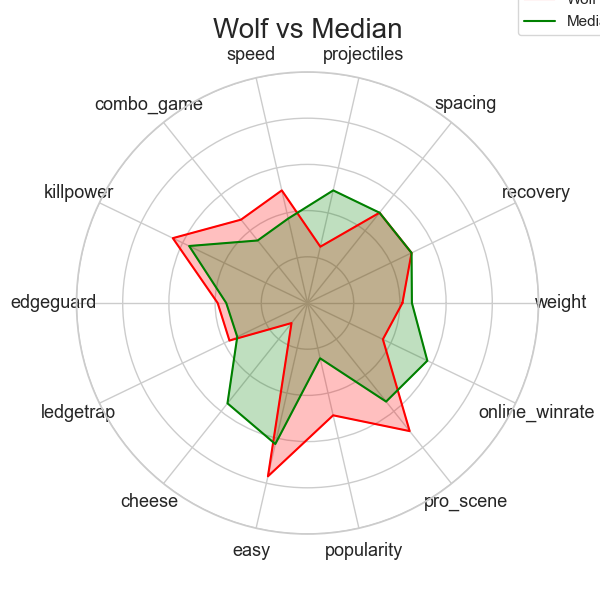 Wolf vs Median
speed
projectiles
combo_game
spacing
killpower
recovery
edgeguard
weight
ledgetrap
online_winrate
cheese
pro_scene
easy
popularity